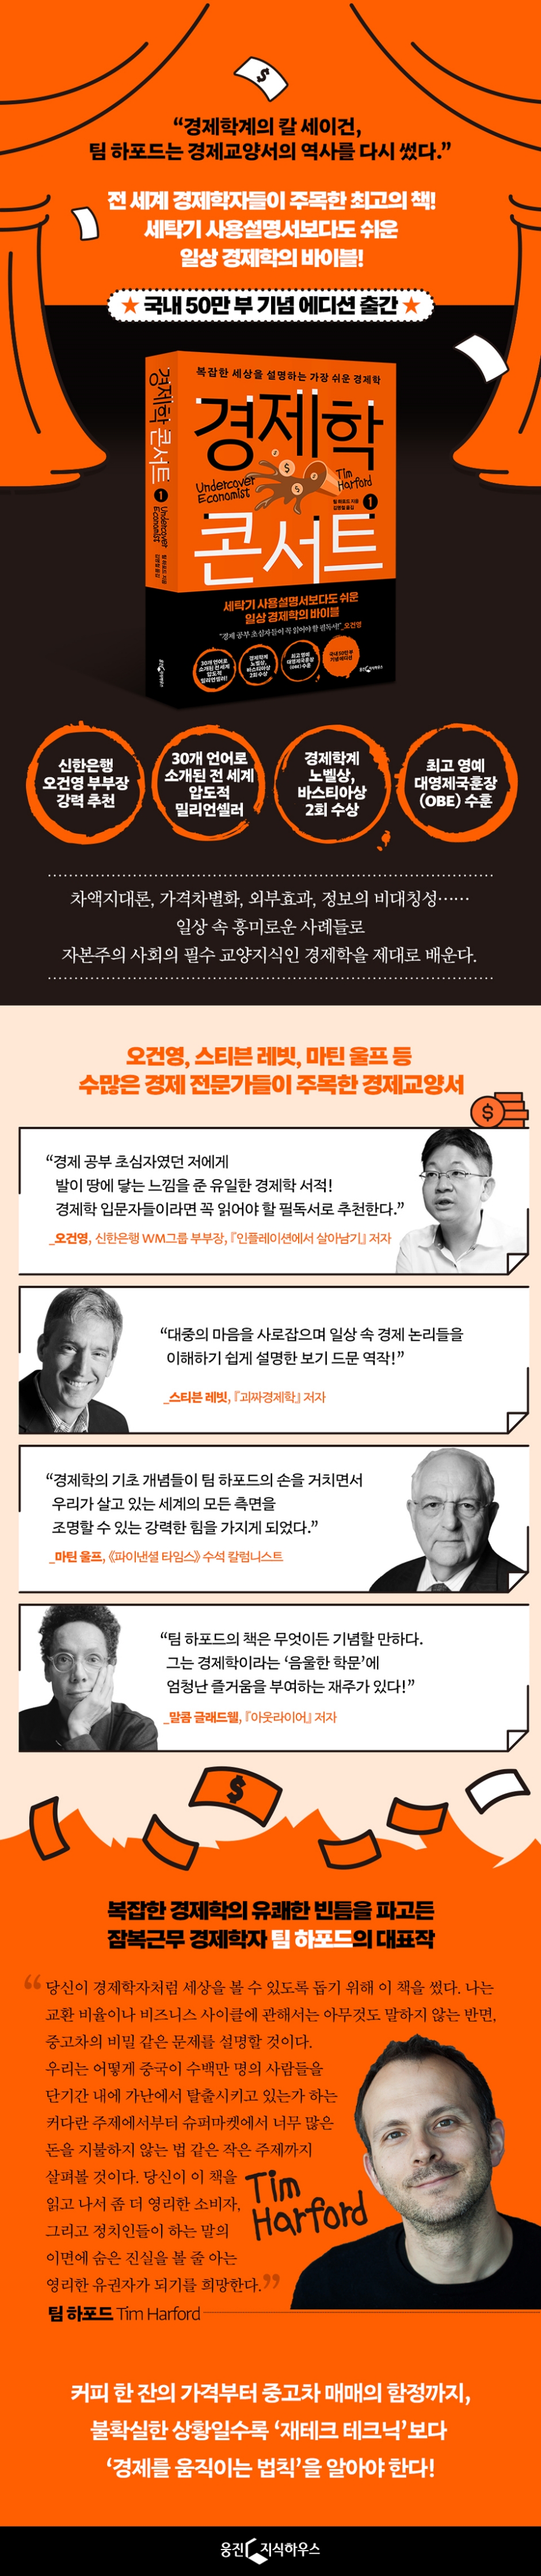 $
“경제학계의 칼 세이건,
팀 하포드는 경제교양서의 역사를 다시 썼다.”
전 세계 경제학자들이 주목한 최고의 책!
세탁기 사용설명서보다도 쉬운
일상 경제학의 바이블!
★ 국내 50만 부 기념 에디션 출간 ★
복잡한 세상을 설명하는 가장 쉬운 경제학
경제학
Undercover
Economist
Tim
Harford
팀 하포드 지음
김명철 옮김
1
콘서트
세탁기 사용설명서보다도 쉬운
일상 경제학의 바이블
“경제 공부 초심자들이 꼭 읽어야 할 필독서!”_오건영
30개 언어로
소개된 전 세계
압도적
밀리언셀러!
경제학계
노벨상,
바스티아상
2회 수상
최고 영예
대영제국훈장
(OBE) 수훈
국내 50만 부
기념 에디션
웅진지식하우스
경제학 콘서트
1
Undercover
Economist
신한은행
오건영 부부장
강력 추천
30개 언어로
소개된 전 세계
압도적
밀리언셀러
경제학계
노벨상,
바스티아상
2회 수상
최고 영예
대영제국훈장
(OBE) 수훈
차액지대론, 가격차별화, 외부효과, 정보의 비대칭성……
일상 속 흥미로운 사례들로
자본주의 사회의 필수 교양지식인 경제학을 제대로 배운다.
오건영, 스티븐 레빗, 마틴 울프 등
수많은 경제 전문가들이 주목한 경제교양서
$
“경제 공부 초심자였던 저에게
발이 땅에 닿는 느낌을 준 유일한 경제학 서적!
경제학 입문자들이라면 꼭 읽어야 할 필독서로 추천한다.”
_오건영, 신한은행 WM그룹 부부장, 『인플레이션에서 살아남기』 저자
“대중의 마음을 사로잡으며 일상 속 경제 논리들을
이해하기 쉽게 설명한 보기 드문 역작!”
_스티븐 레빗, 『괴짜경제학』 저자
“경제학의 기초 개념들이 팀 하포드의 손을 거치면서
우리가 살고 있는 세계의 모든 측면을
조명할 수 있는 강력한 힘을 가지게 되었다.”
_마틴 울프, 《파이낸셜 타임스》 수석 칼럼니스트
“팀 하포드의 책은 무엇이든 기념할 만하다.
그는 경제학이라는 ‘음울한 학문’에
엄청난 즐거움을 부여하는 재주가 있다!”
_말콤 글래드웰, 『아웃라이어』 저자
$
복잡한 경제학의 유쾌한 빈틈을 파고든
잠복근무 경제학자 팀 하포드의 대표작
“당신이 경제학자처럼 세상을 볼 수 있도록 돕기 위해 이 책을 썼다. 나는
교환 비율이나 비즈니스 사이클에 관해서는 아무것도 말하지 않는 반면,
중고차의 비밀 같은 문제를 설명할 것이다.
우리는 어떻게 중국이 수백만 명의 사람들을
단기간 내에 가난에서 탈출시키고 있는가 하는
커다란 주제에서부터 슈퍼마켓에서 너무 많은
돈을 지불하지 않는 법 같은 작은 주제까지
살펴볼 것이다. 당신이 이 책을
읽고 나서 좀 더 영리한 소비자,
그리고 정치인들이 하는 말의
이면에 숨은 진실을 볼 줄 아는
영리한 유권자가 되기를 희망한다.”
Tim
Harford
팀 하포드 Tim Harford
커피 한 잔의 가격부터 중고차 매매의 함정까지,
불확실한 상황일수록 ‘재테크 테크닉’보다
‘경제를 움직이는 법칙’을 알아야 한다!
웅진지식하우스